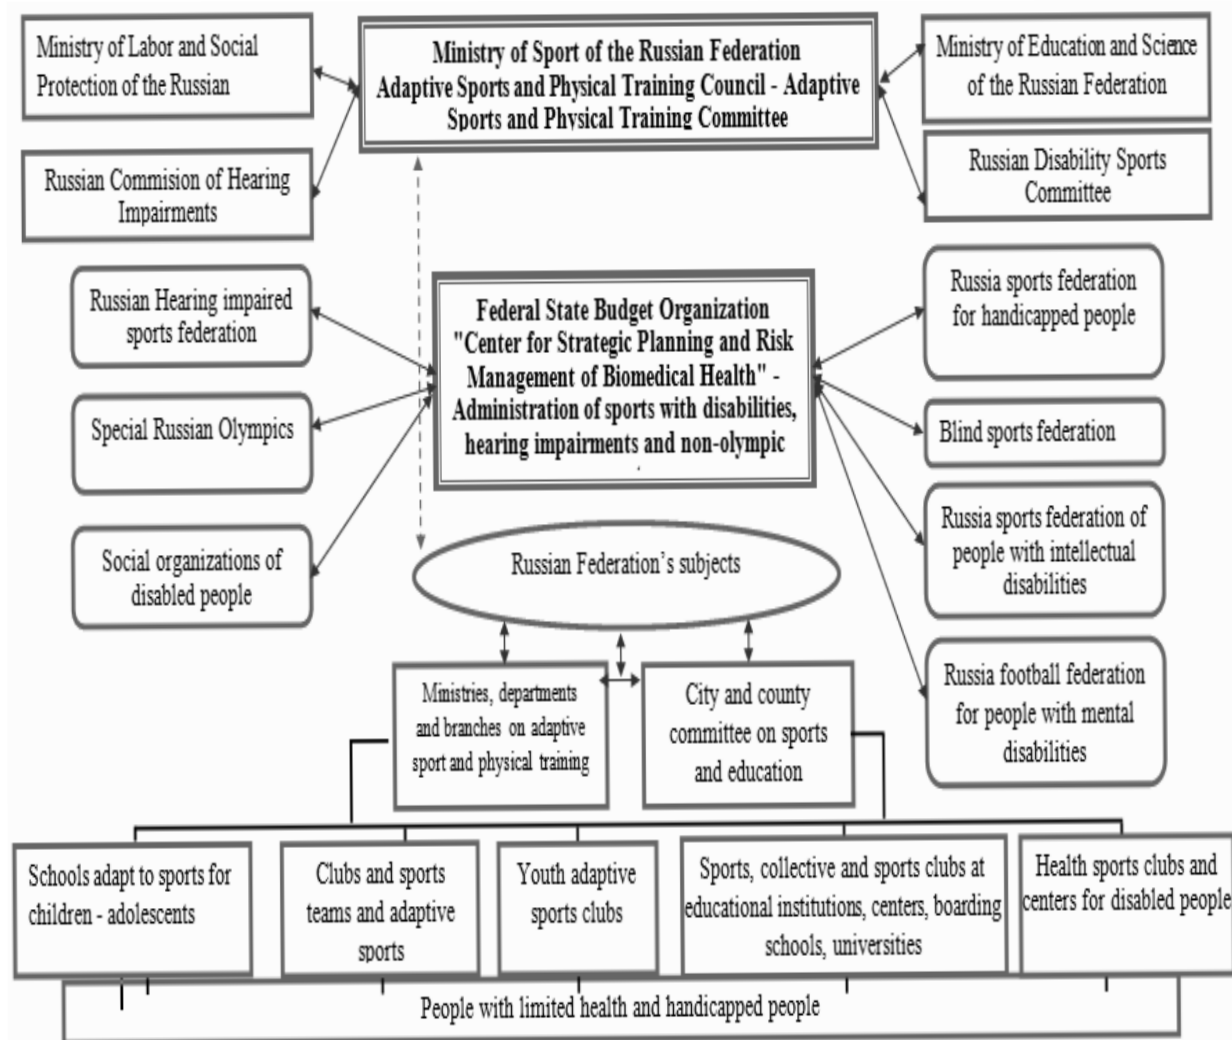 Ministry of Labor and Social
Protection of the Russian
Ministry of Sport of the Russian Federation
Adaptive Sports and Physical Training Council - Adaptive
Sports and Physical Training Committee
Ministry of Education and Science
of the Russian Federation
Russian Commision of Hearing
Impairments
Russian Disability Sports
Committee
Russian Hearing impaired
sports federation
Special Russian Olympics
Social organizations of
disabled people
Federal State Budget Organization
"Center for Strategic Planning and Risk
Management of Biomedical Health" -
Administration of sports with disabilities,
hearing impairments and non-olympic
Russia sports federation
for handicapped people
Blind sports federation
Russia sports federation of
people with intellectual
disabilities
Russia football federation
for people with mental
disabilities
Russian Federation’s subjects
Ministries, departments
and branches on adaptive
sport and physical training
City and county
committee on sports
and education
Schools adapt to sports for
children - adolescents
Clubs and sports
teams and adaptive
sports
Youth adaptive
sports clubs
Sports, collective and sports clubs at
educational institutions, centers, boarding
schools, universities
Health sports clubs and
centers for disabled people
People with limited health and handicapped people